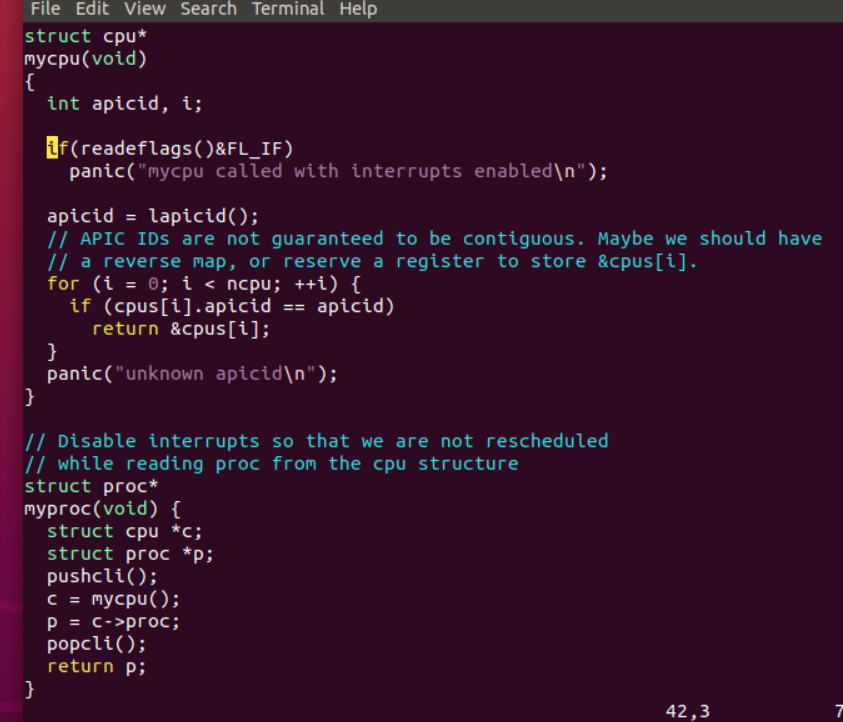 File Edit View Search Terminal Help
struct cpu*
mycpu(void)
{
  int apicid, i;

  if(readeflags()&FL_IF)
    panic("mycpu called with interrupts enabled\n");

  apicid = lapicid();
  // APIC IDs are not guaranteed to be contiguous. Maybe we should have
  // a reverse map, or reserve a register to store &cpus[i].
  for (i = 0; i < ncpu; ++i) {
    if (cpus[i].apicid == apicid)
      return &cpus[i];
  }
  panic("unknown apicid\n");
}

// Disable interrupts so that we are not rescheduled
// while reading proc from the cpu structure
struct proc*
myproc(void) {
  struct cpu *c;
  struct proc *p;
  pushcli();
  c = mycpu();
  p = c->proc;
  popcli();
  return p;
}
42,3 7